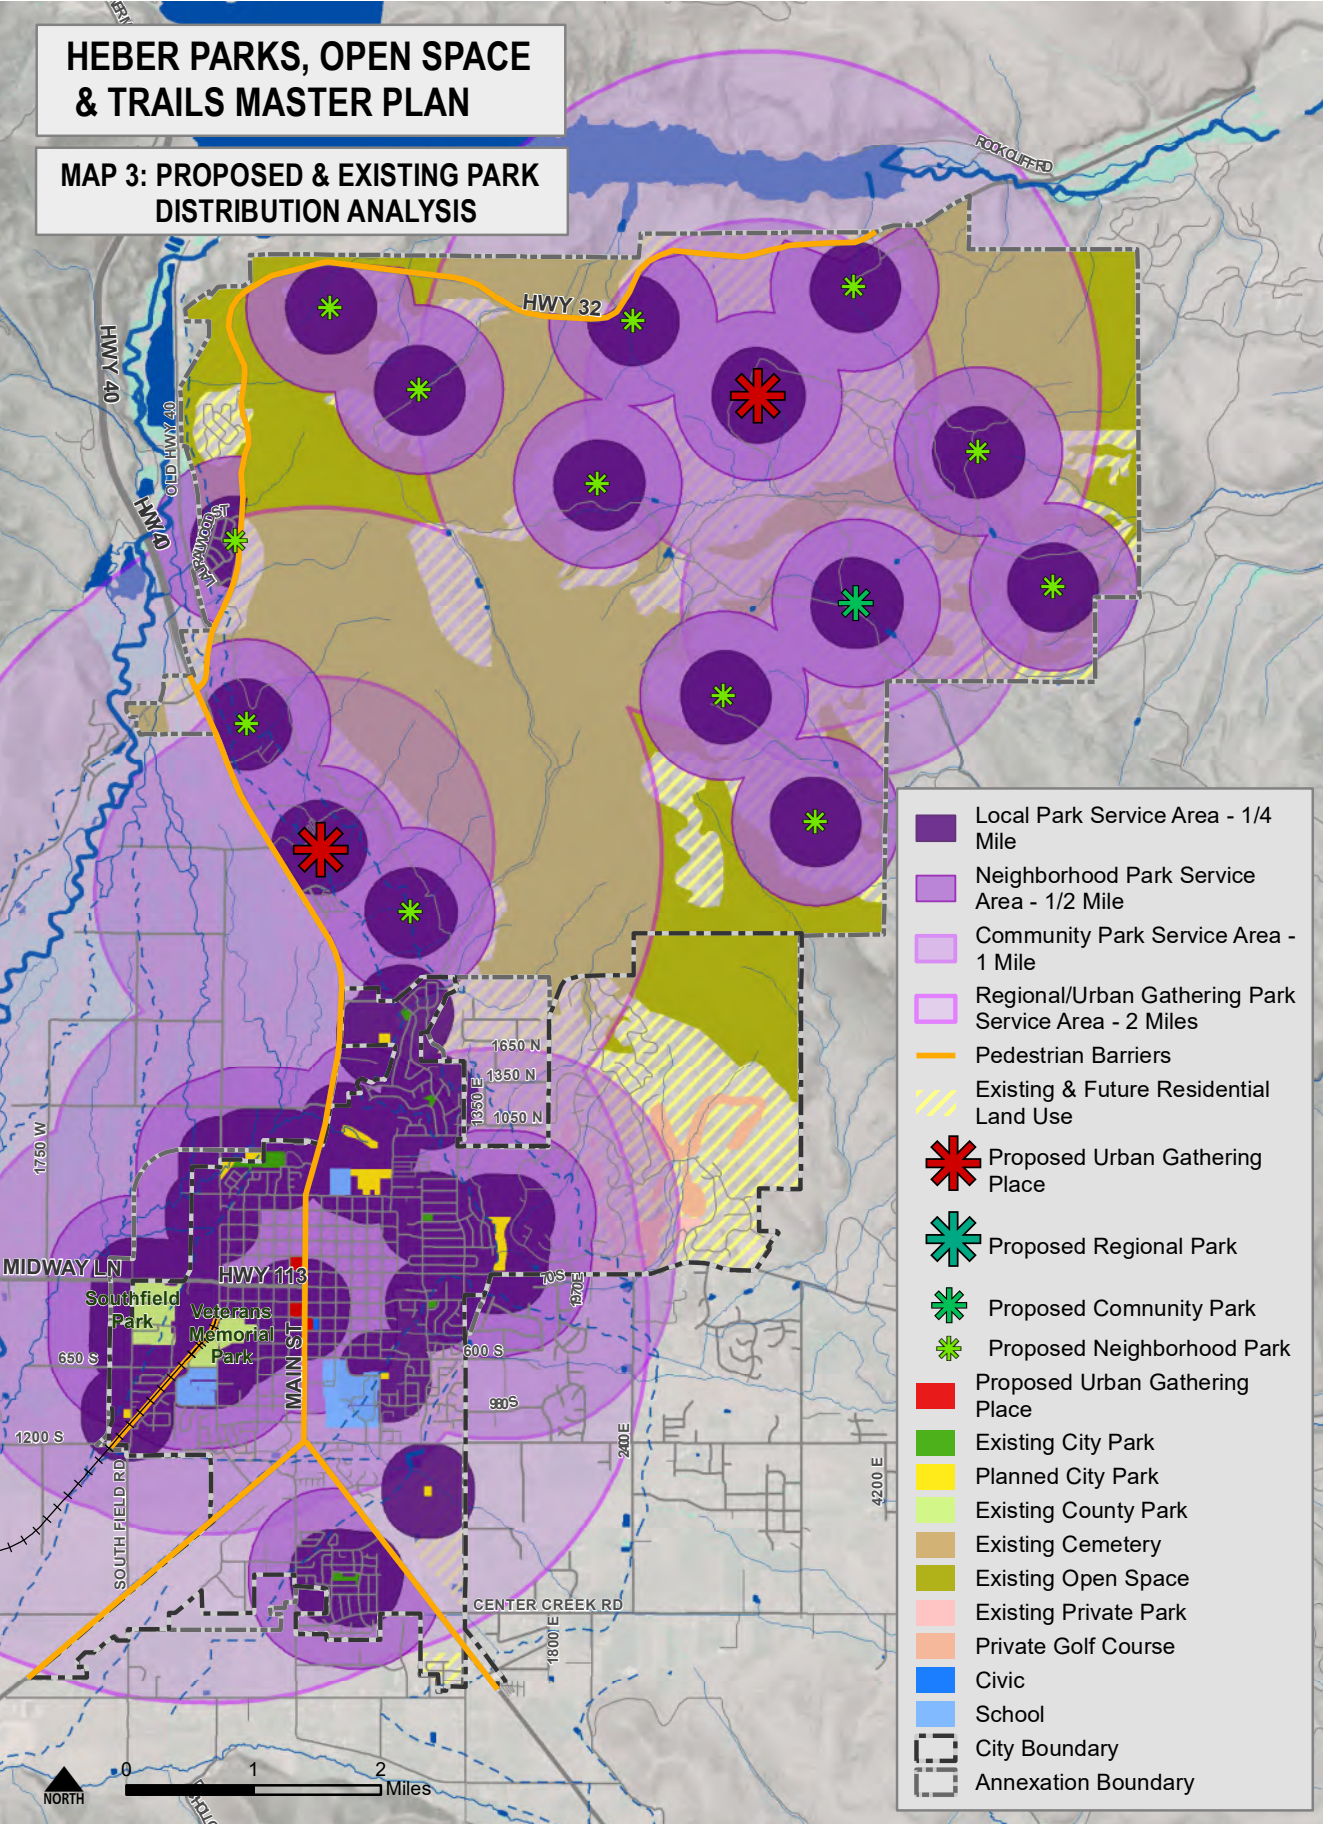 HEBER PARKS, OPEN SPACE
& TRAILS MASTER PLAN
MAP 3: PROPOSED & EXISTING PARK
DISTRIBUTION ANALYSIS
ROCK CLIFF RD
HWY 32
HWY 40
OLD HWY 40
HWY 40
1650 N
1350 N
1350 E
1050 N
1750 W
MIDWAY LN
HWY 113
70 S
Southfield
Park
Veterans
Memorial
Park
MAIN ST
650 S
600 S
980 S
1200 S
SOUTH FIELD RD
4200 E
CENTER CREEK RD
1800 E
Local Park Service Area - 1/4
Mile
Neighborhood Park Service
Area - 1/2 Mile
Community Park Service Area -
1 Mile
Regional/Urban Gathering Park
Service Area - 2 Miles
Pedestrian Barriers
Existing & Future Residential
Land Use
Proposed Urban Gathering
Place
Proposed Regional Park
Proposed Comnunity Park
Proposed Neighborhood Park
Proposed Urban Gathering
Place
Existing City Park
Planned City Park
Existing County Park
Existing Cemetery
Existing Open Space
Existing Private Park
Private Golf Course
Civic
School
City Boundary
Annexation Boundary
NORTH
0 1 2
Miles